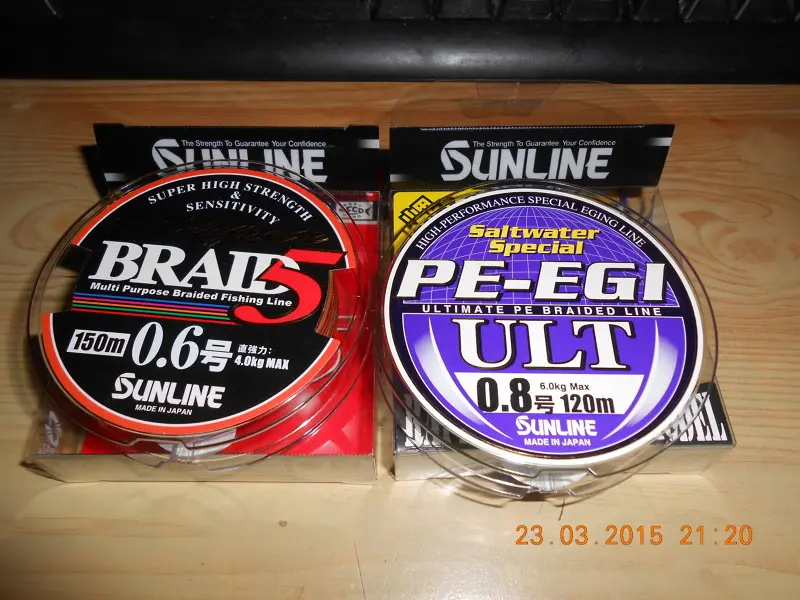 The Strength To Guarantee Your Confidence
SUNLINE
SUPER HIGH STRENGTH
&
SENSITIVITY
BRAID5
Multi Purpose Braided Fishing Line
150m 0.6号 直強力: 4.0kg MAX
SUNLINE
MADE IN JAPAN
The Strength To Guarantee Your Confidence
SUNLINE
HIGH-PERFORMANCE SPECIAL EGING LINE
Saltwater
Special
PE-EGI
ULTIMATE PE BRAIDED LINE
ULT
6.0kg Max
0.8号 120m
SUNLINE
MADE IN JAPAN
23.03.2015 21:20